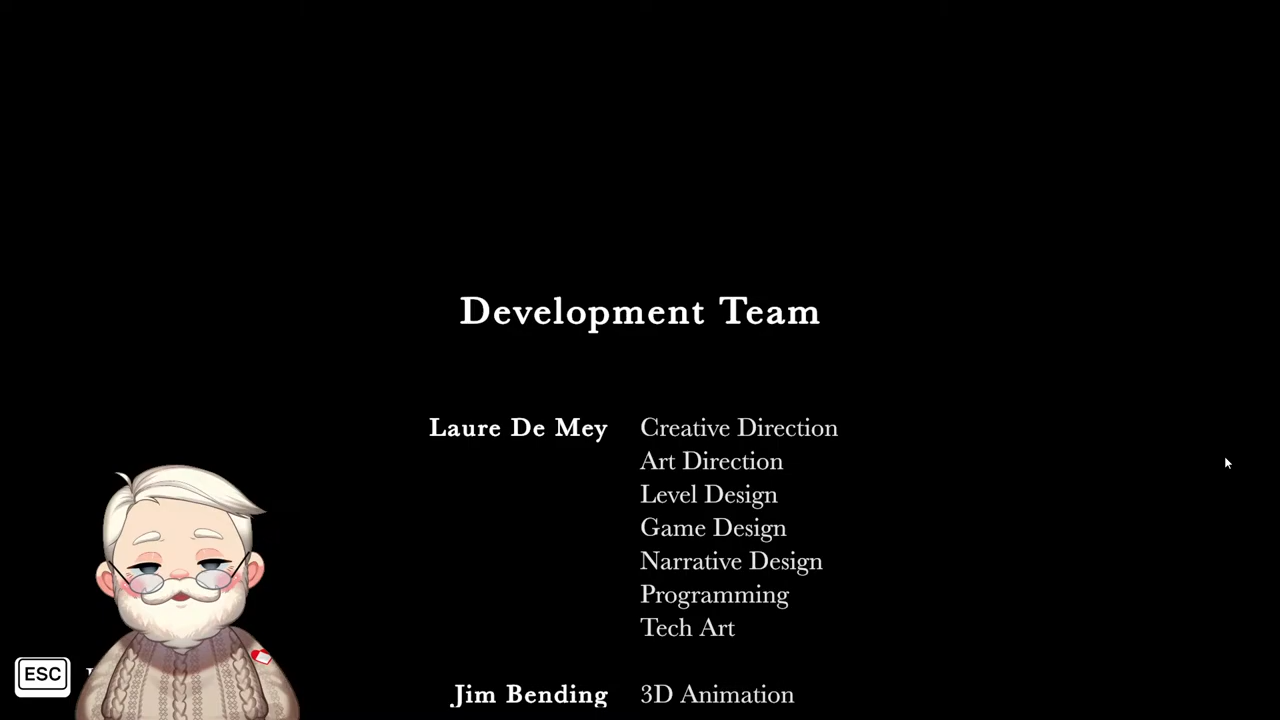 Development Team
Laure De Mey Creative Direction
Art Direction
Level Design
Game Design
Narrative Design
Programming
Tech Art
ESC
Jim Bending 3D Animation